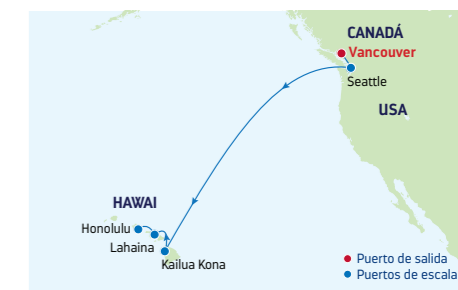 CANADÁ
Vancouver
Seattle
USA
HAWAI
Honolulu
Lahaina
Kailua Kona
Puerto de salida
Puertos de escala